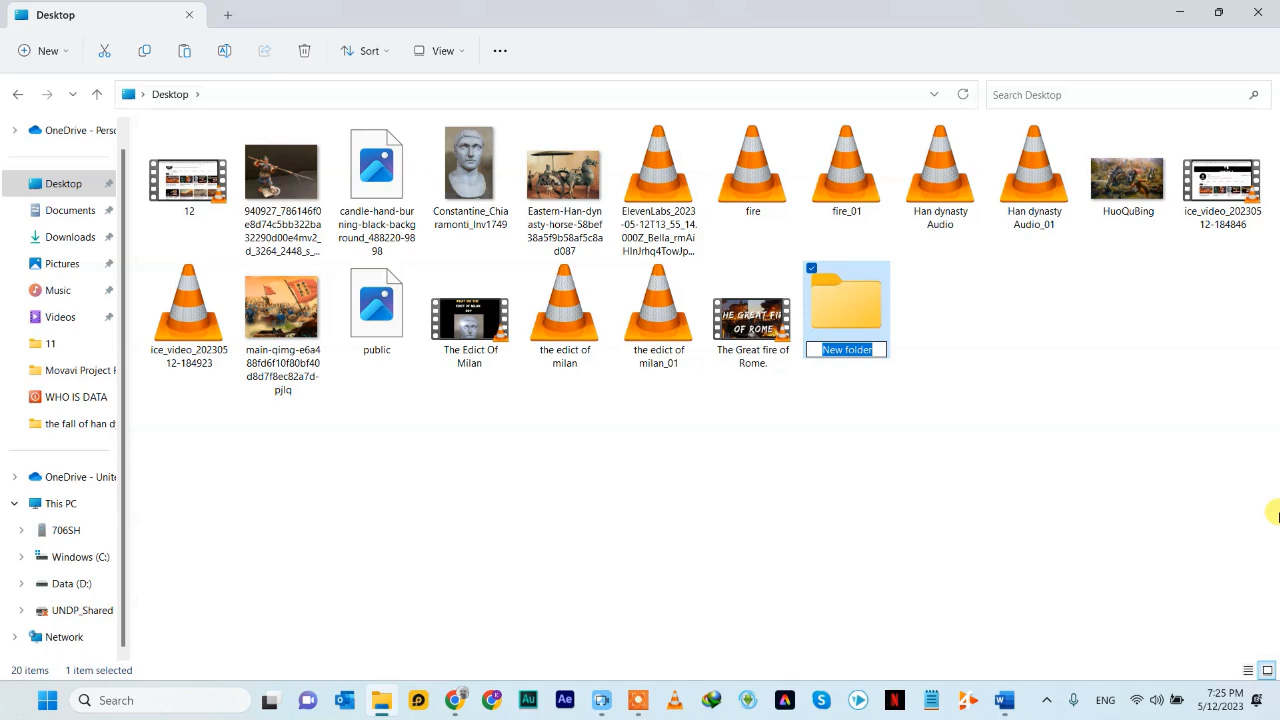 Desktop
New
Sort
View
Desktop
Search Desktop
OneDrive - Perso
Desktop
Documents
Downloads
Pictures
Music
Videos
11
Movavi Project F
WHO IS DATA
the fall of han dy
OneDrive - Unite
This PC
706SH
Windows (C:)
Data (D:)
UNDP_Shared
Network
12
940927_786146f0
e8d74c5bb322ba
32290d00e4mv2_
d_3264_2448_s_...
candle-hand-bur
ning-black-backg
round_488220-98
98
Constantine_Chia
ramonti_Inv1749
Eastern-Han-dyn
asty-horse-58bef
38a5f9b58af5c8a
d087
ElevenLabs_2023
-05-12T13_55_14.
000Z_Bella_rmAi
HInJrhq4TowJp...
fire
fire_01
Han dynasty
Audio
Han dynasty
Audio_01
HuoQuBing
ice_video_202305
12-184846
ice_video_202305
12-184923
main-qimg-e6a4
88fd6f10f80bf40
d8d7f8ec82a7d-
pjlq
public
The Edict Of
Milan
the edict of
milan
the edict of
milan_01
HE GREAT FI
OF ROME
The Great fire of
Rome.
New folder
20 items
1 item selected
Search
ENG
7:25 PM
5/12/2023